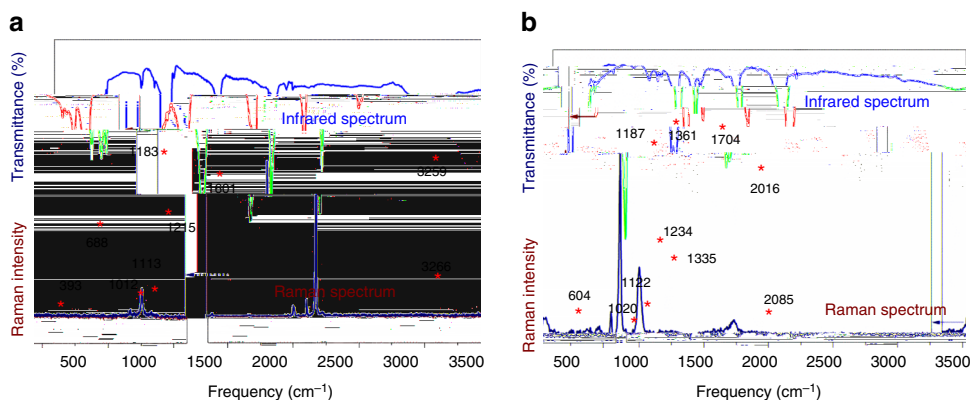 a
Transmittance (%)
Raman intensity
Infrared spectrum
1183
1601
3259
668
1215
1113
393
1012
3266
Raman spectrum
500 1000 1500 2000 2500 3000 3500
Frequency (cm–1)
b
Transmittance (%)
Raman intensity
Infrared spectrum
1187
1361
1704
2016
1234
1335
604
1122
1020
2085
Raman spectrum
500 1000 1500 2000 2500 3000 3500
Frequency (cm–1)